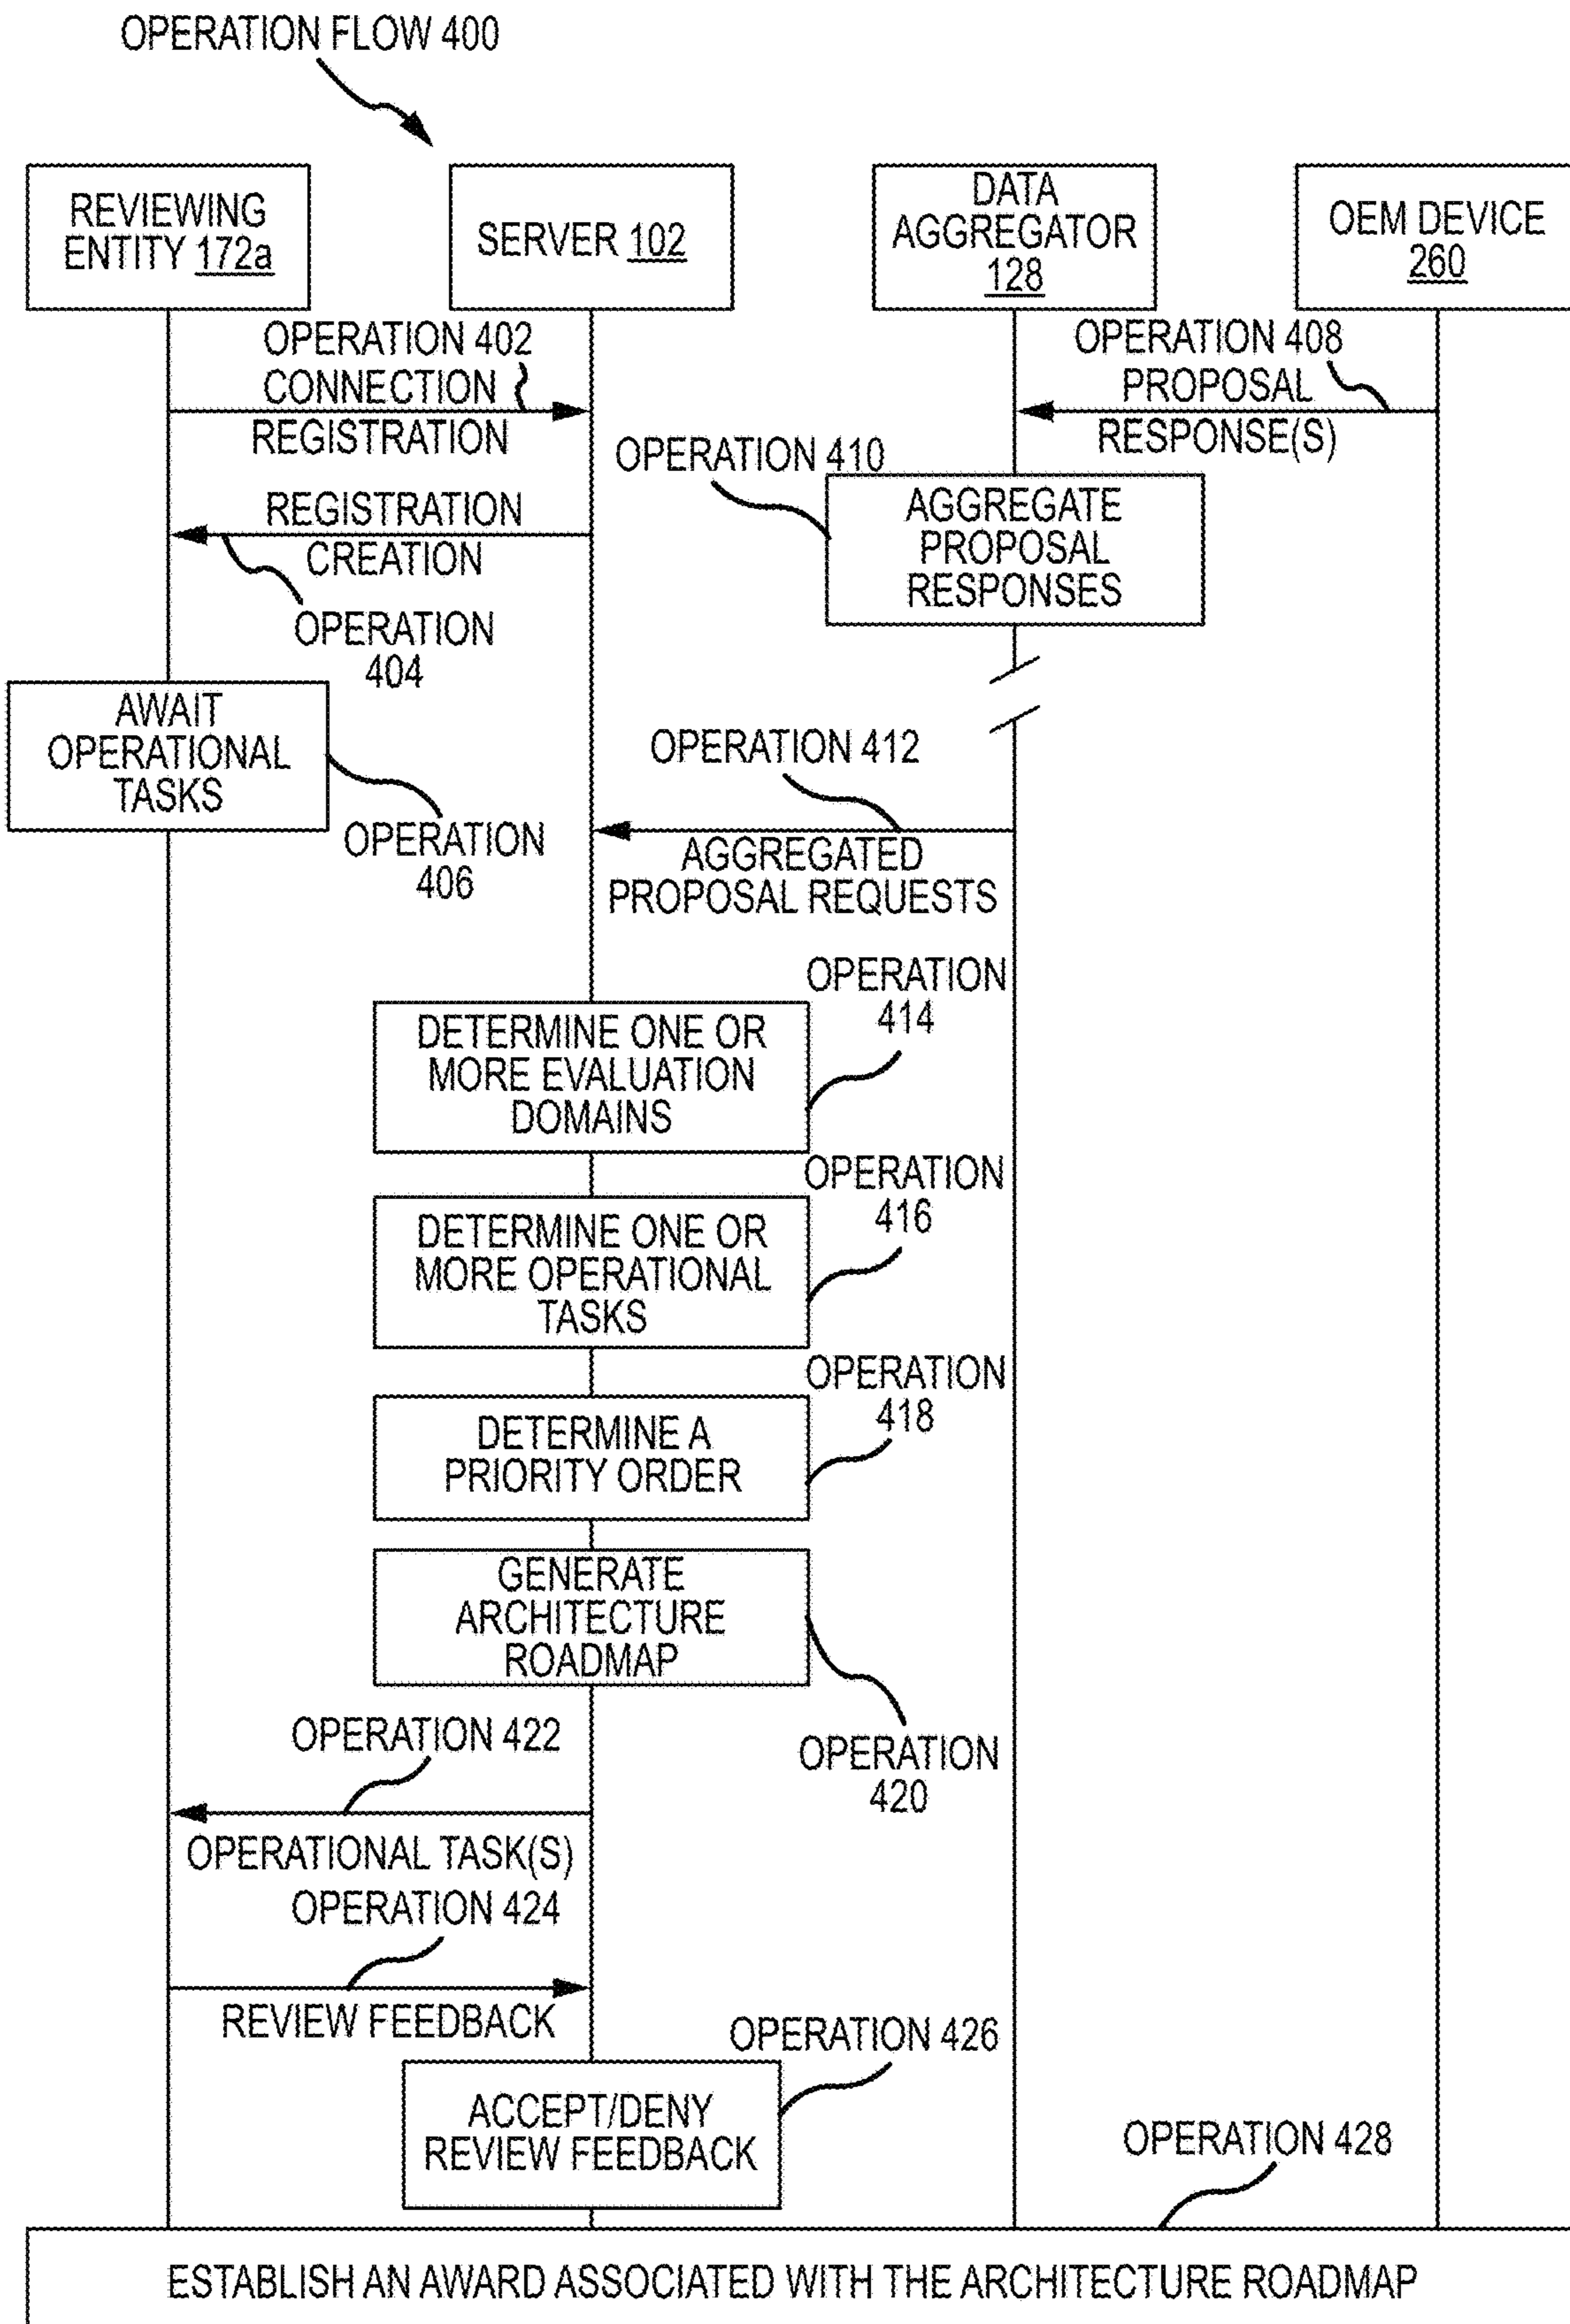 OPERATION FLOW 400
REVIEWING
ENTITY 172a
SERVER 102
DATA
AGGREGATOR
128
OEM DEVICE
260
OPERATION 402
CONNECTION
REGISTRATION
OPERATION 408
PROPOSAL
RESPONSE(S)
OPERATION 410
AGGREGATE
PROPOSAL
RESPONSES
REGISTRATION
CREATION
OPERATION
404
AWAIT
OPERATIONAL
TASKS
OPERATION
406
OPERATION 412
AGGREGATED
PROPOSAL REQUESTS
OPERATION
414
DETERMINE ONE OR
MORE EVALUATION
DOMAINS
OPERATION
416
DETERMINE ONE OR
MORE OPERATIONAL
TASKS
OPERATION
418
DETERMINE A
PRIORITY ORDER
GENERATE
ARCHITECTURE
ROADMAP
OPERATION
420
OPERATION 422
OPERATIONAL TASK(S)
OPERATION 424
REVIEW FEEDBACK
OPERATION 426
ACCEPT/DENY
REVIEW FEEDBACK
OPERATION 428
ESTABLISH AN AWARD ASSOCIATED WITH THE ARCHITECTURE ROADMAP